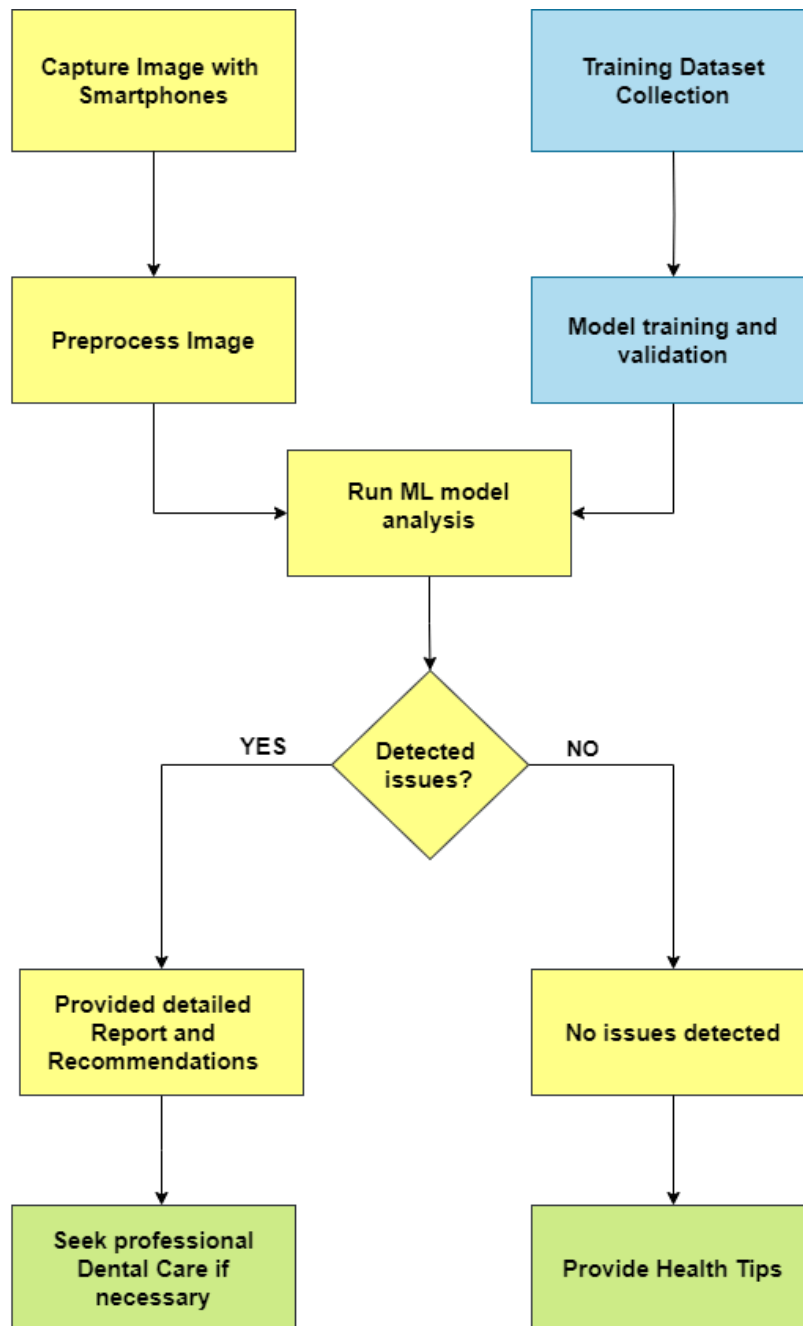 Capture Image with
Smartphones
Training Dataset
Collection
Preprocess Image
Model training and
validation
Run ML model
analysis
YES
Detected
issues?
NO
Provided detailed
Report and
Recommendations
No issues detected
Seek professional
Dental Care if
necessary
Provide Health Tips